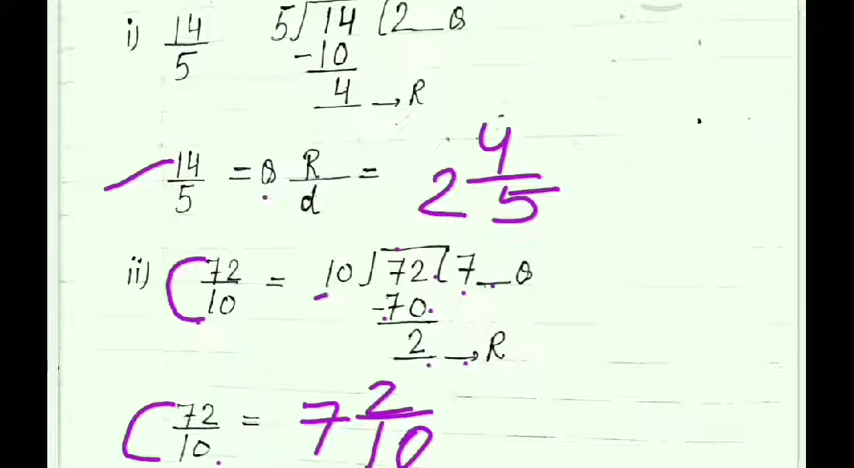 i) 14/5 5)14(2 Q
-10
4 → R
14/5 = Q R/d = 2 4/5
ii) 72/10 = 10)72(7 Q
-70
2 → R
72/10 = 7 2/10